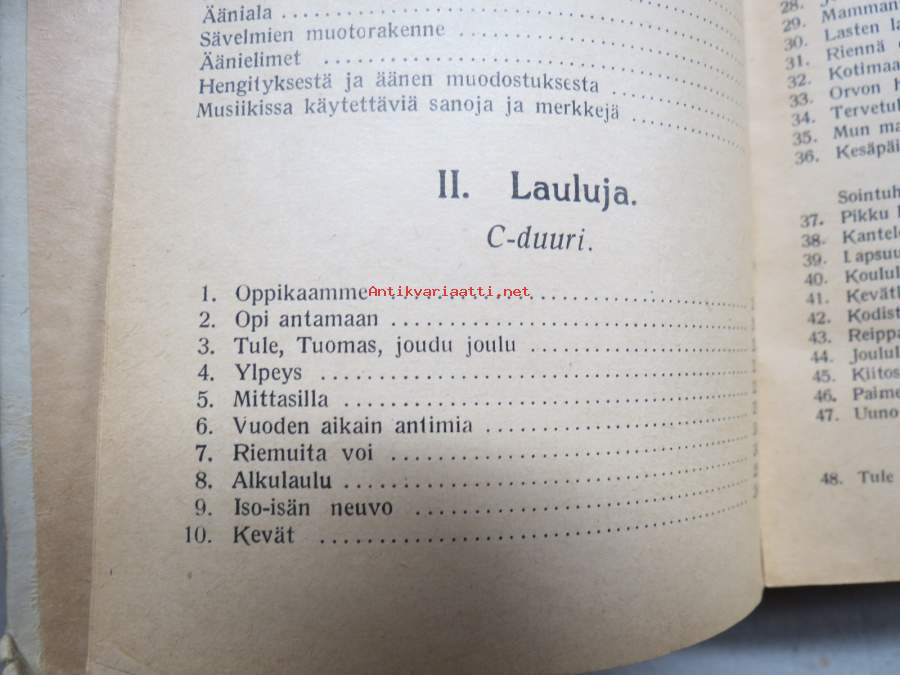 Ääniala
Sävelmien muotorakenne
Äänielimet
Hengityksestä ja äänen muodostuksesta
Musiikissa käytettäviä sanoja ja merkkejä
II. Lauluja.
C-duuri.
1. Oppikaamme
Antikvariaatti.net
2. Opi antamaan
3. Tule, Tuomas, joudu joulu
4. Ylpeys
5. Mittasilla
6. Vuoden aikain antimia
7. Riemuita voi
8. Alkulaulu
9. Iso-isän neuvo
10. Kevät
28.
29. Mamman
30. Lasten
31. Riennä
32. Kotimaa
33. Orvon
34. Tervetul
35. Mun
36. Kesäpäi
Sointuh
37. Pikku
38. Kantel
39. Lapsuu
40. Koulul
41. Kevät
42. Kodist
43. Reippa
44. Joulul
45. Kiitos
46. Paime
47. Uuno
48. Tule